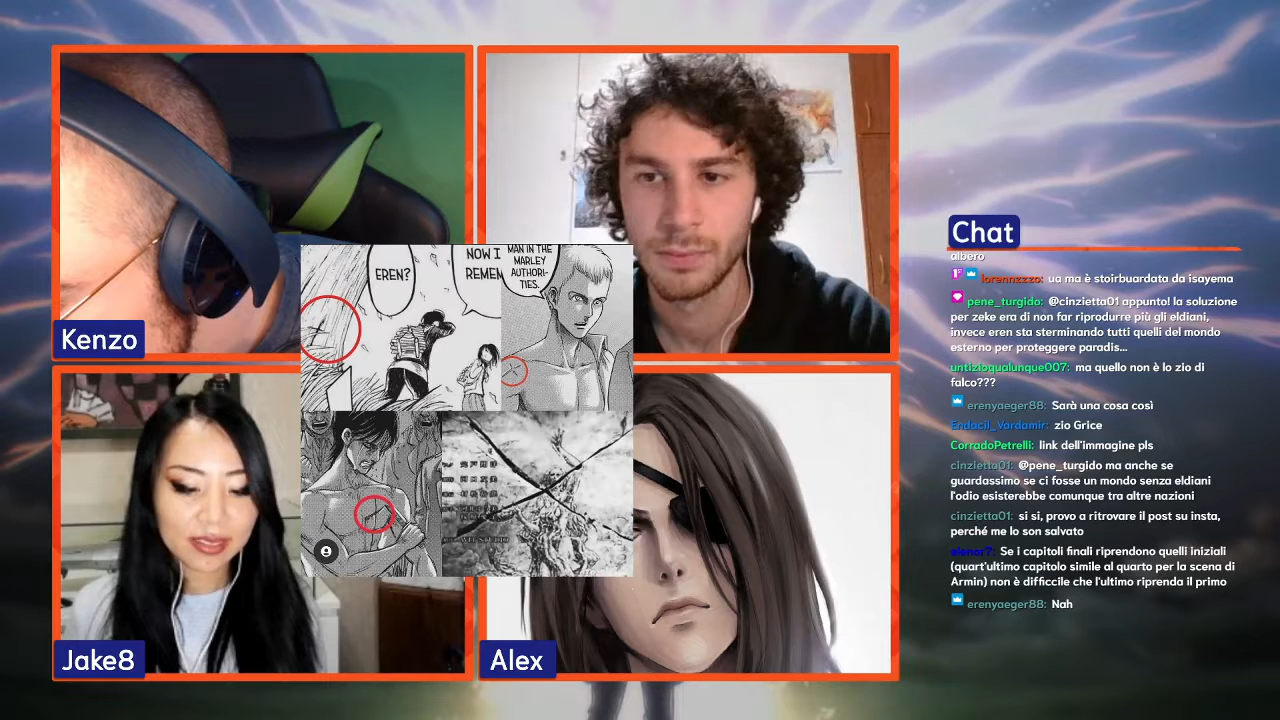 Kenzo
EREN?
NOW I
REMEM
MAN IN THE
MARLEY
AUTHORI-
TIES.
Jake8
Alex
Chat
albero
lorennzzzo: ua ma è stoirbuardata da isayema
pene_turgido: @cinzietta01 appunto! la soluzione
per zeke era di non far riprodurre più gli eldiani,
invece eren sta sterminando tutti quelli del mondo
esterno per proteggere paradis...
untizioqualunque007: ma quello non è lo zio di
falco???
erenyaeger88: Sarà una cosa così
Endacil_Vardamir: zio Grice
CorradoPetrelli: link dell'immagine pls
cinzietta01: @pene_turgido ma anche se
guardassimo se ci fosse un mondo senza eldiani
l'odio esisterebbe comunque tra altre nazioni
cinzietta01: si si, provo a ritrovare il post su insta,
perché me lo son salvato
elenar7: Se i capitoli finali riprendono quelli iniziali
(quart'ultimo capitolo simile al quarto per la scena di
Armin) non è difficile che l'ultimo riprenda il primo
erenyaeger88: Nah